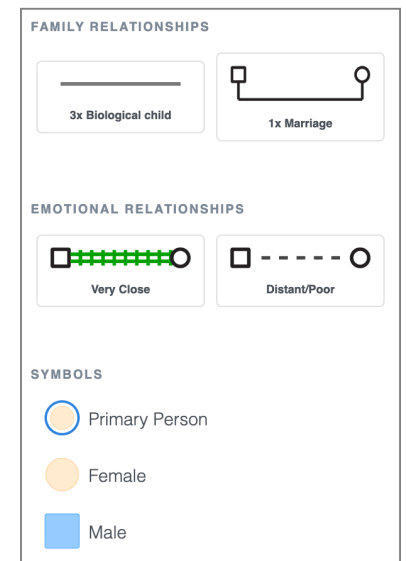 FAMILY RELATIONSHIPS
3x Biological child
1x Marriage
EMOTIONAL RELATIONSHIPS
Very Close
Distant/Poor
SYMBOLS
Primary Person
Female
Male